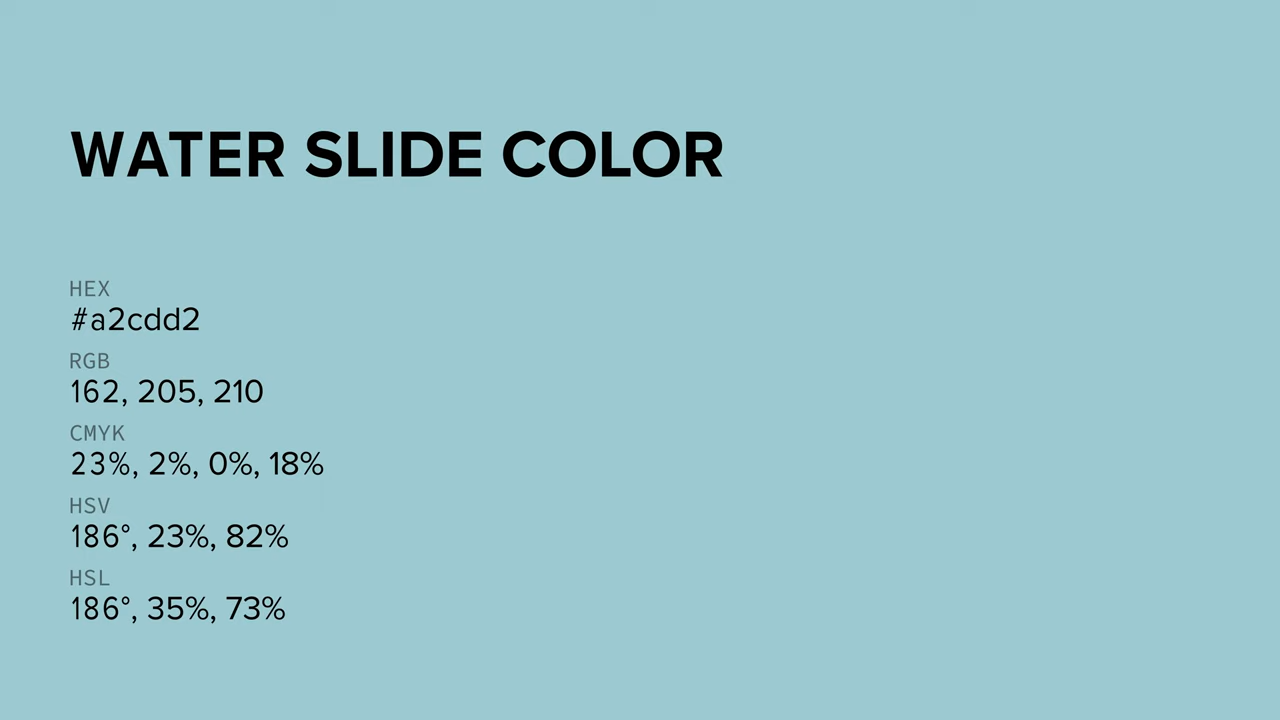 WATER SLIDE COLOR
HEX
#a2cdd2
RGB
162, 205, 210
CMYK
23%, 2%, 0%, 18%
HSV
186°, 23%, 82%
HSL
186°, 35%, 73%